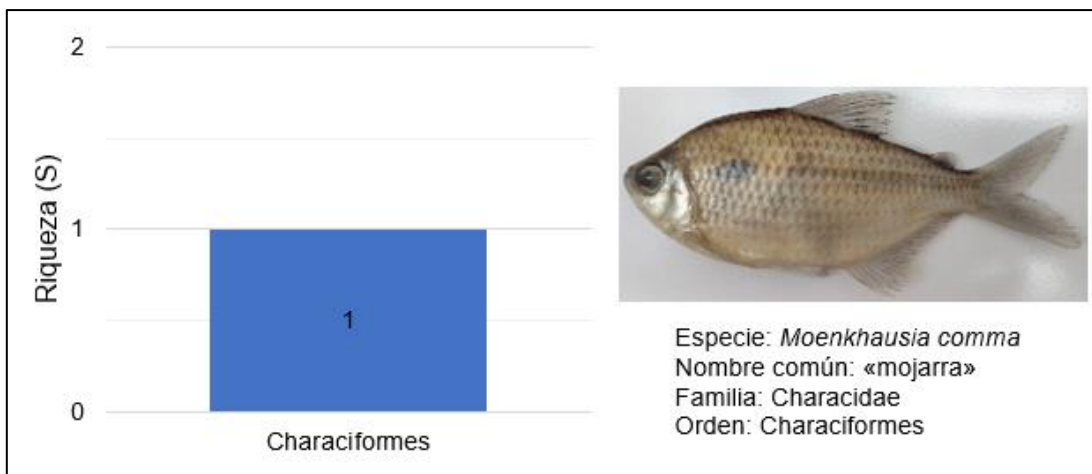 2
1
0
Riqueza (S)
1
Characiformes
Especie: Moenkhausia comma
Nombre común: «mojarra»
Familia: Characidae
Orden: Characiformes